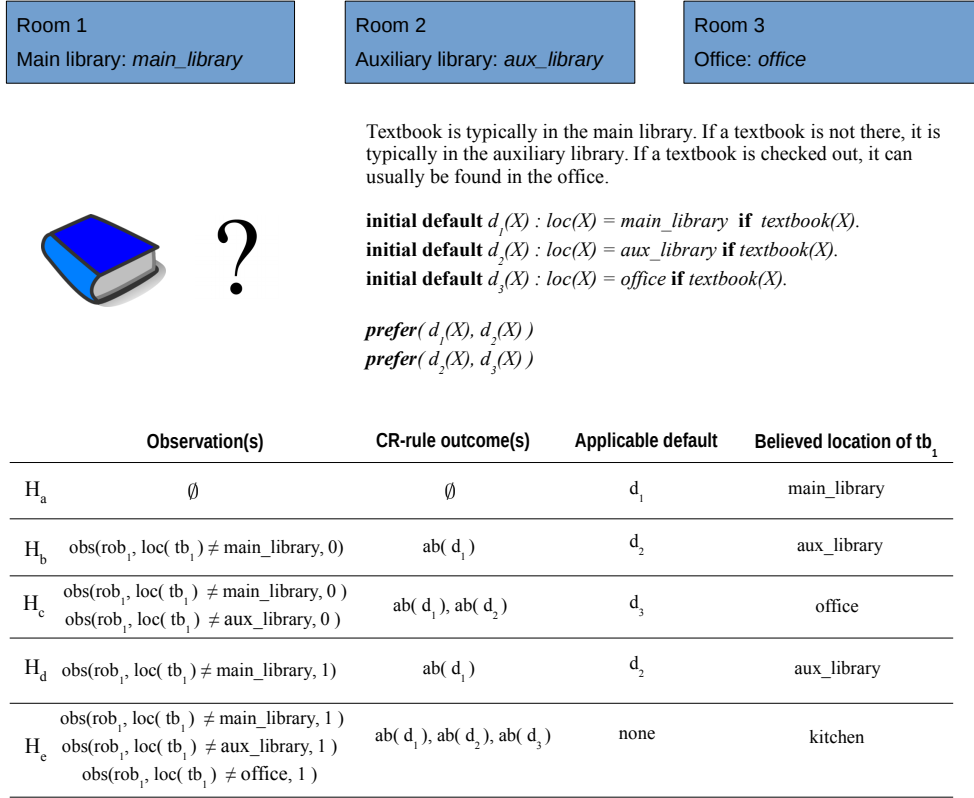 Room 1
Main library: main_library
Room 2
Auxiliary library: aux_library
Room 3
Office: office
Textbook is typically in the main library. If a textbook is not there, it is
typically in the auxiliary library. If a textbook is checked out, it can
usually be found in the office.
?
initial default d₁(X) : loc(X) = main_library if textbook(X).
initial default d₂(X) : loc(X) = aux_library if textbook(X).
initial default d₃(X) : loc(X) = office if textbook(X).
prefer( d₁(X), d₂(X) )
prefer( d₂(X), d₃(X) )
Observation(s) CR-rule outcome(s) Applicable default Believed location of tb₁
Hₐ ∅ ∅ d₁ main_library
H_b obs(rob₁, loc( tb₁ ) ≠ main_library, 0) ab( d₁ ) d₂ aux_library
obs(rob₁, loc( tb₁ ) ≠ main_library, 0 )
H_c ab( d₁ ), ab( d₂ ) d₃ office
obs(rob₁, loc( tb₁ ) ≠ aux_library, 0 )
H_d obs(rob₁, loc( tb₁ ) ≠ main_library, 1) ab( d₁ ) d₂ aux_library
obs(rob₁, loc( tb₁ ) ≠ main_library, 1 )
Hₑ obs(rob₁, loc( tb₁ ) ≠ aux_library, 1 ) ab( d₁ ), ab( d₂ ), ab( d₃ ) none kitchen
obs(rob₁, loc( tb₁ ) ≠ office, 1 )